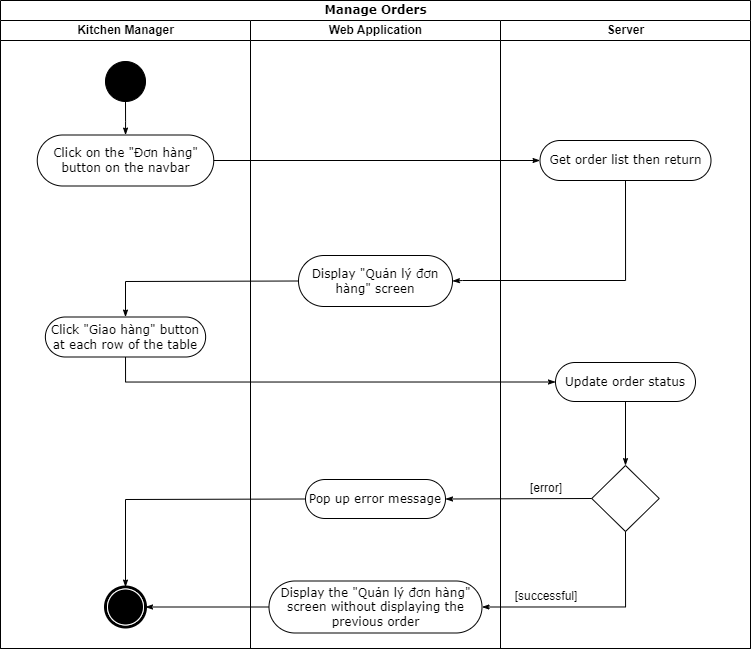 Manage Orders
Kitchen Manager
Web Application
Server
Click on the "Đơn hàng"
button on the navbar
Get order list then return
Display "Quản lý đơn
hàng" screen
Click "Giao hàng" button
at each row of the table
Update order status
[error]
Pop up error message
[successful]
Display the "Quản lý đơn hàng"
screen without displaying the
previous order